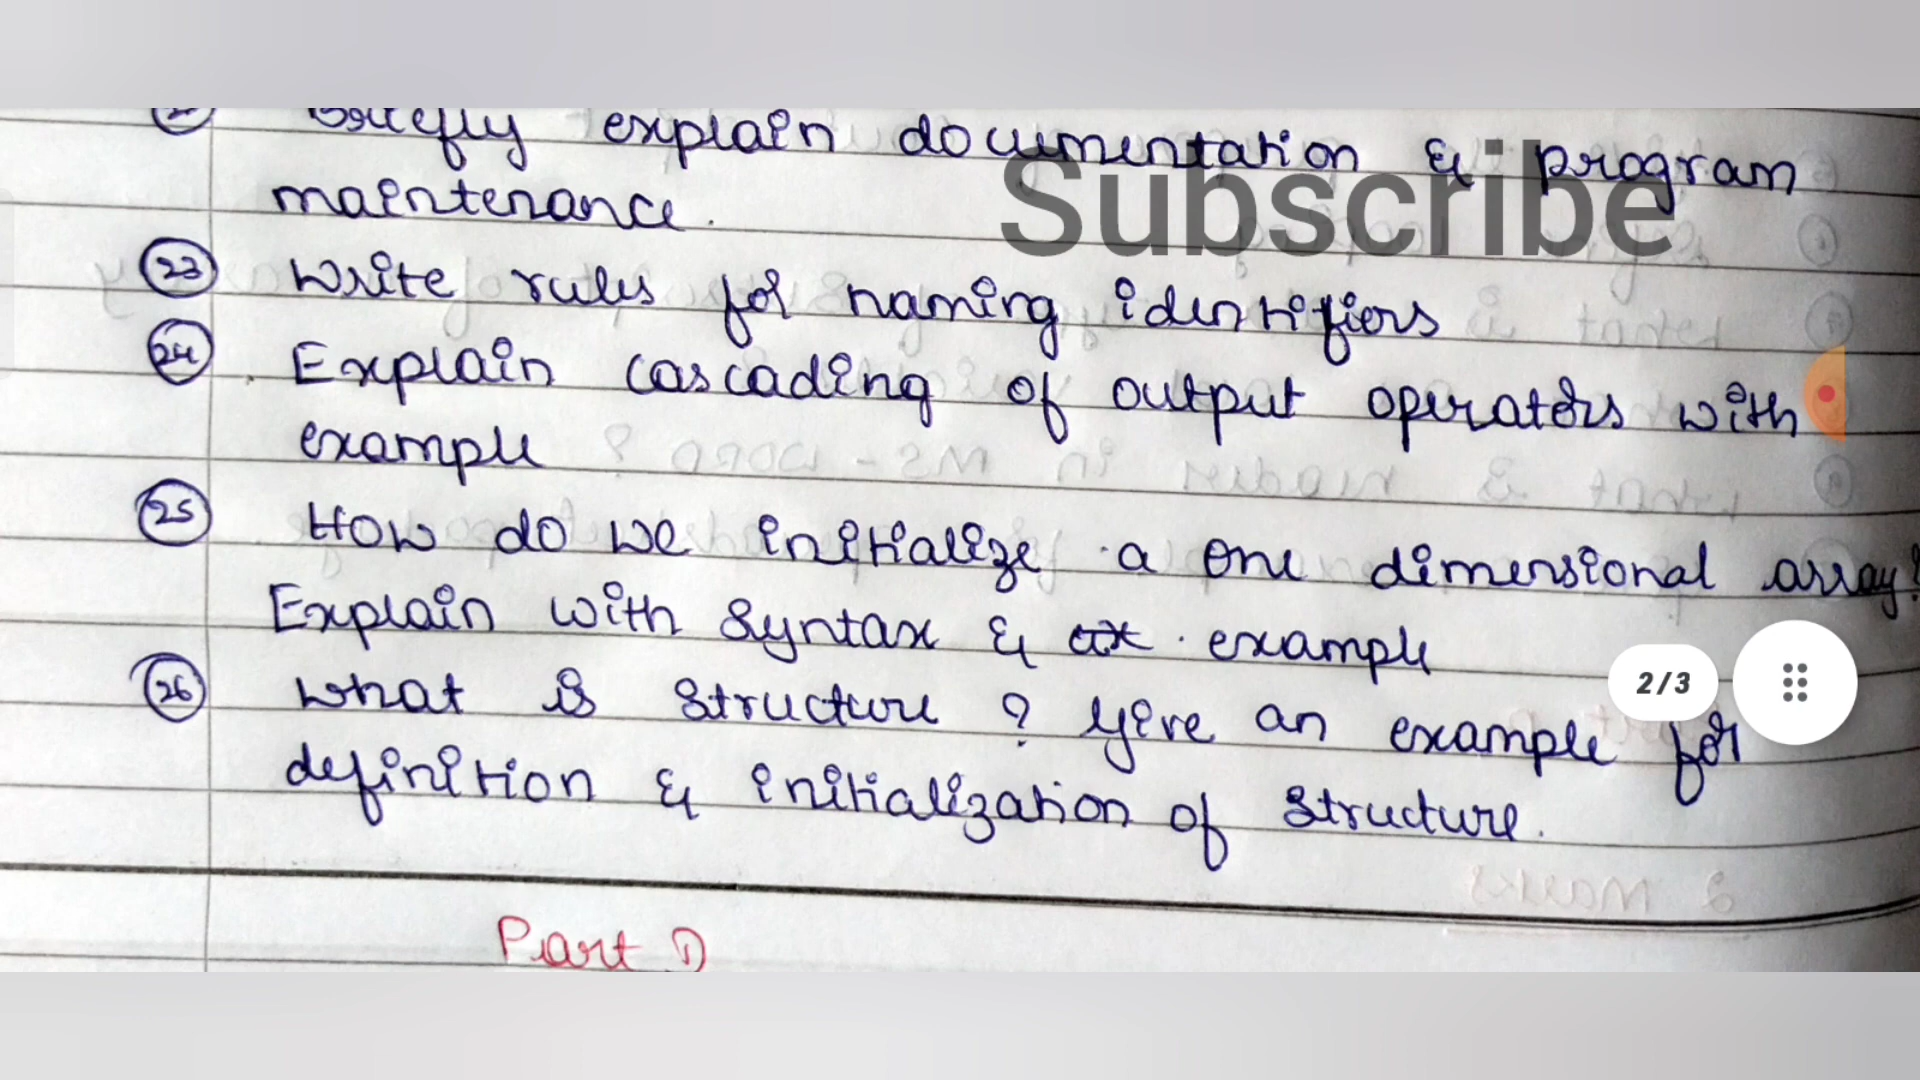 Briefly explain documentation & program
maintenance.
Subscribe
23 Write rules for naming identifiers
24 Explain cascading of output operators with
example
25 How do we initialize a one dimensional array?
Explain with syntax & example
2/3
26 What is structure? Give an example for
definition & initialization of structure.
Part D